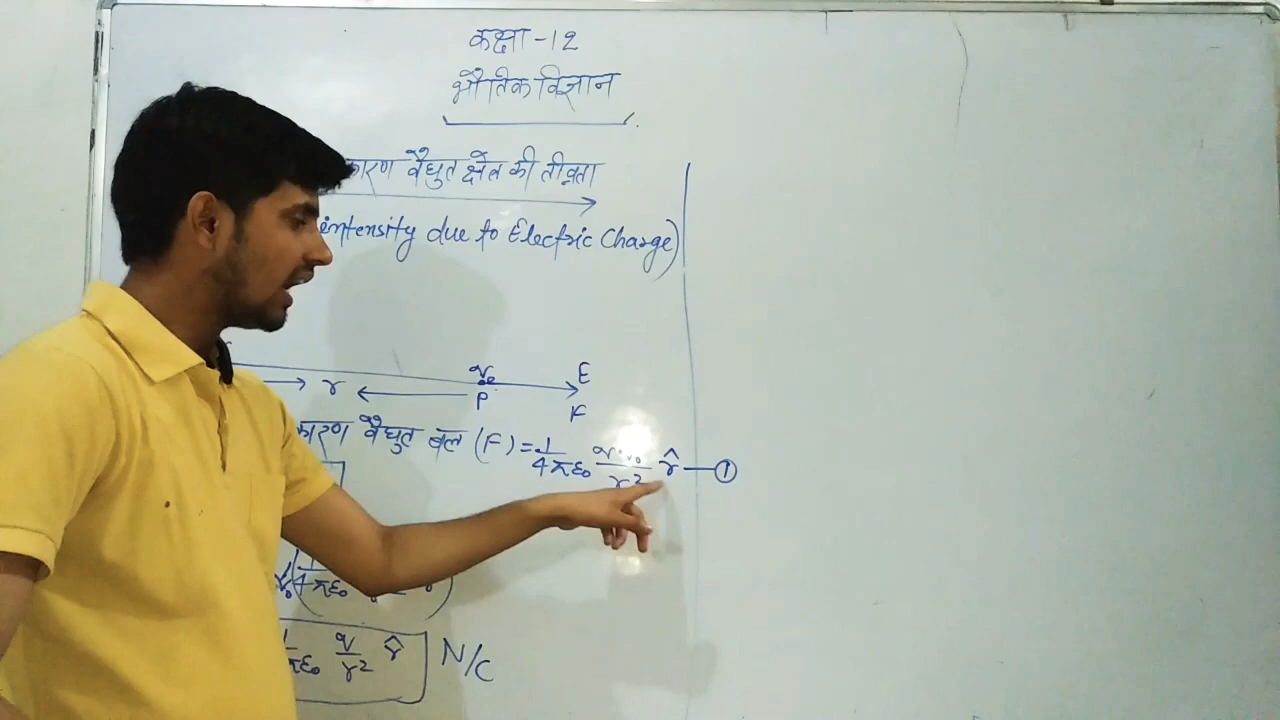 कक्षा -12
भौतिक विज्ञान
कारण वैधुत क्षेत्र की तीव्रता
intensity due to Electric Charge)
r q₀ E
P F
कारण वैधुत बल (F) = 1/4πε₀ q.q₀/r² r̂ — ①
1/4πε₀
1/πε₀ q/r² r̂ N/C